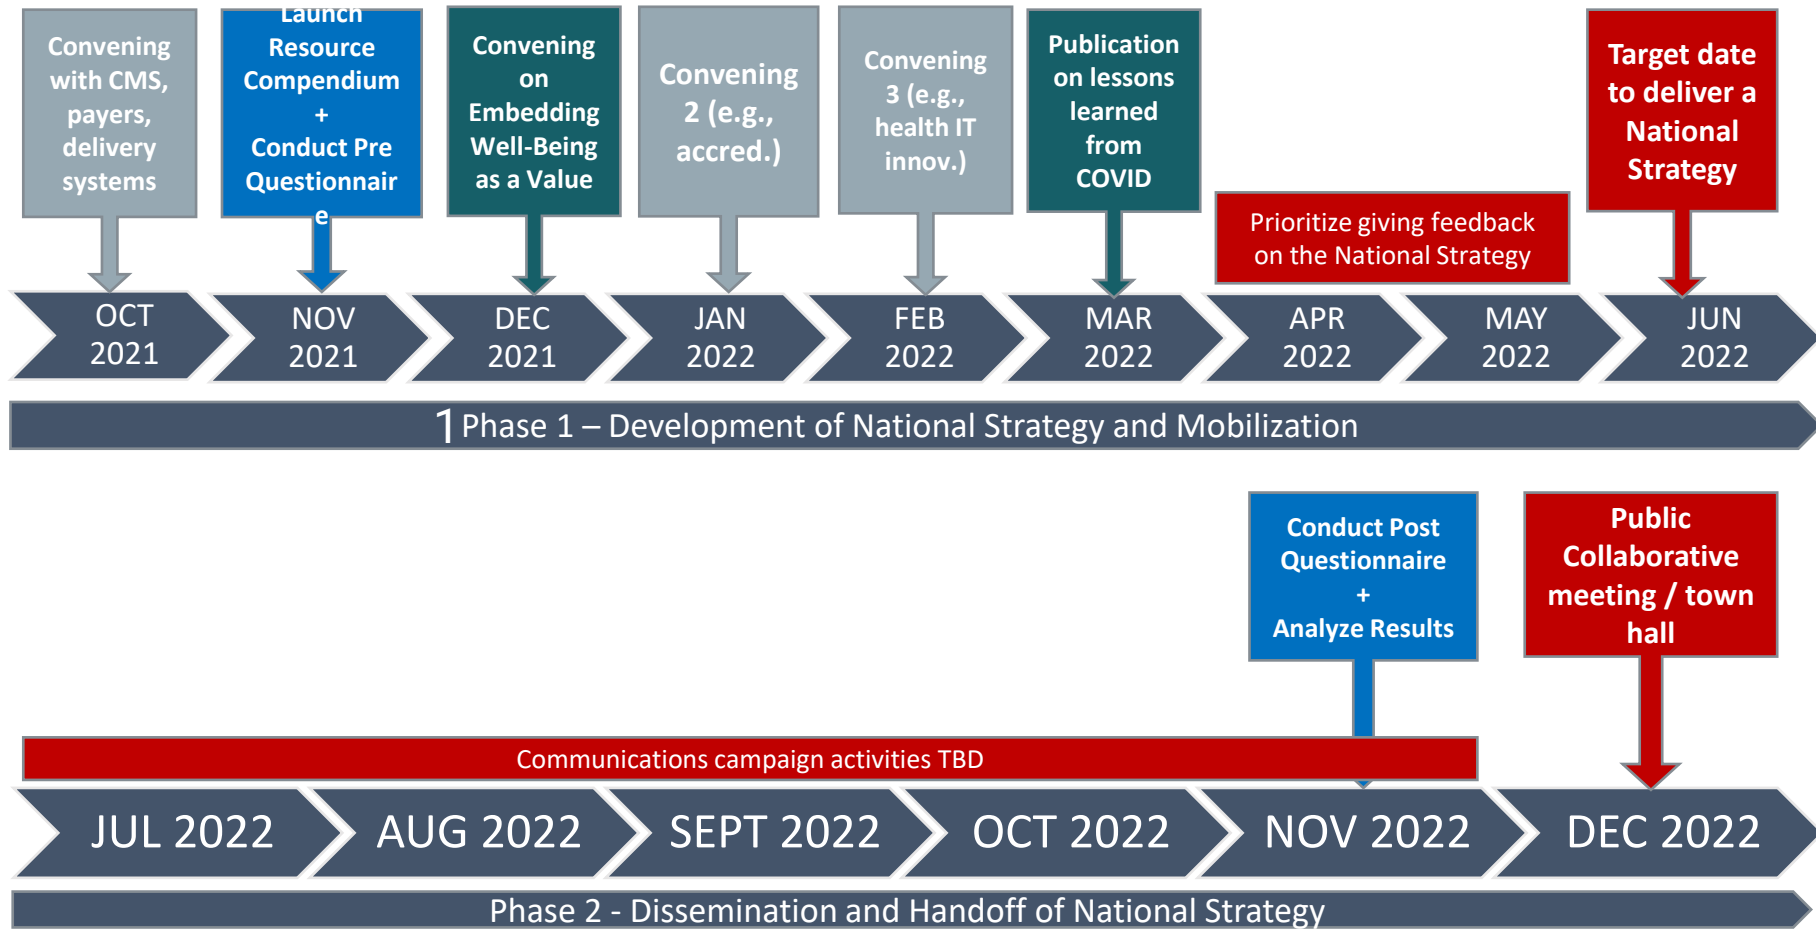 Convening
with CMS,
payers,
delivery
systems
Launch
Resource
Compendium
+
Conduct Pre
Questionnair
e
Convening
on
Embedding
Well-Being
as a Value
Convening
2 (e.g.,
accred.)
Convening
3 (e.g.,
health IT
innov.)
Publication
on lessons
learned
from
COVID
Prioritize giving feedback
on the National Strategy
Target date
to deliver a
National
Strategy
OCT
2021
NOV
2021
DEC
2021
JAN
2022
FEB
2022
MAR
2022
APR
2022
MAY
2022
JUN
2022
1 Phase 1 – Development of National Strategy and Mobilization
Conduct Post
Questionnaire
+
Analyze Results
Public
Collaborative
meeting / town
hall
Communications campaign activities TBD
JUL 2022
AUG 2022
SEPT 2022
OCT 2022
NOV 2022
DEC 2022
Phase 2 - Dissemination and Handoff of National Strategy